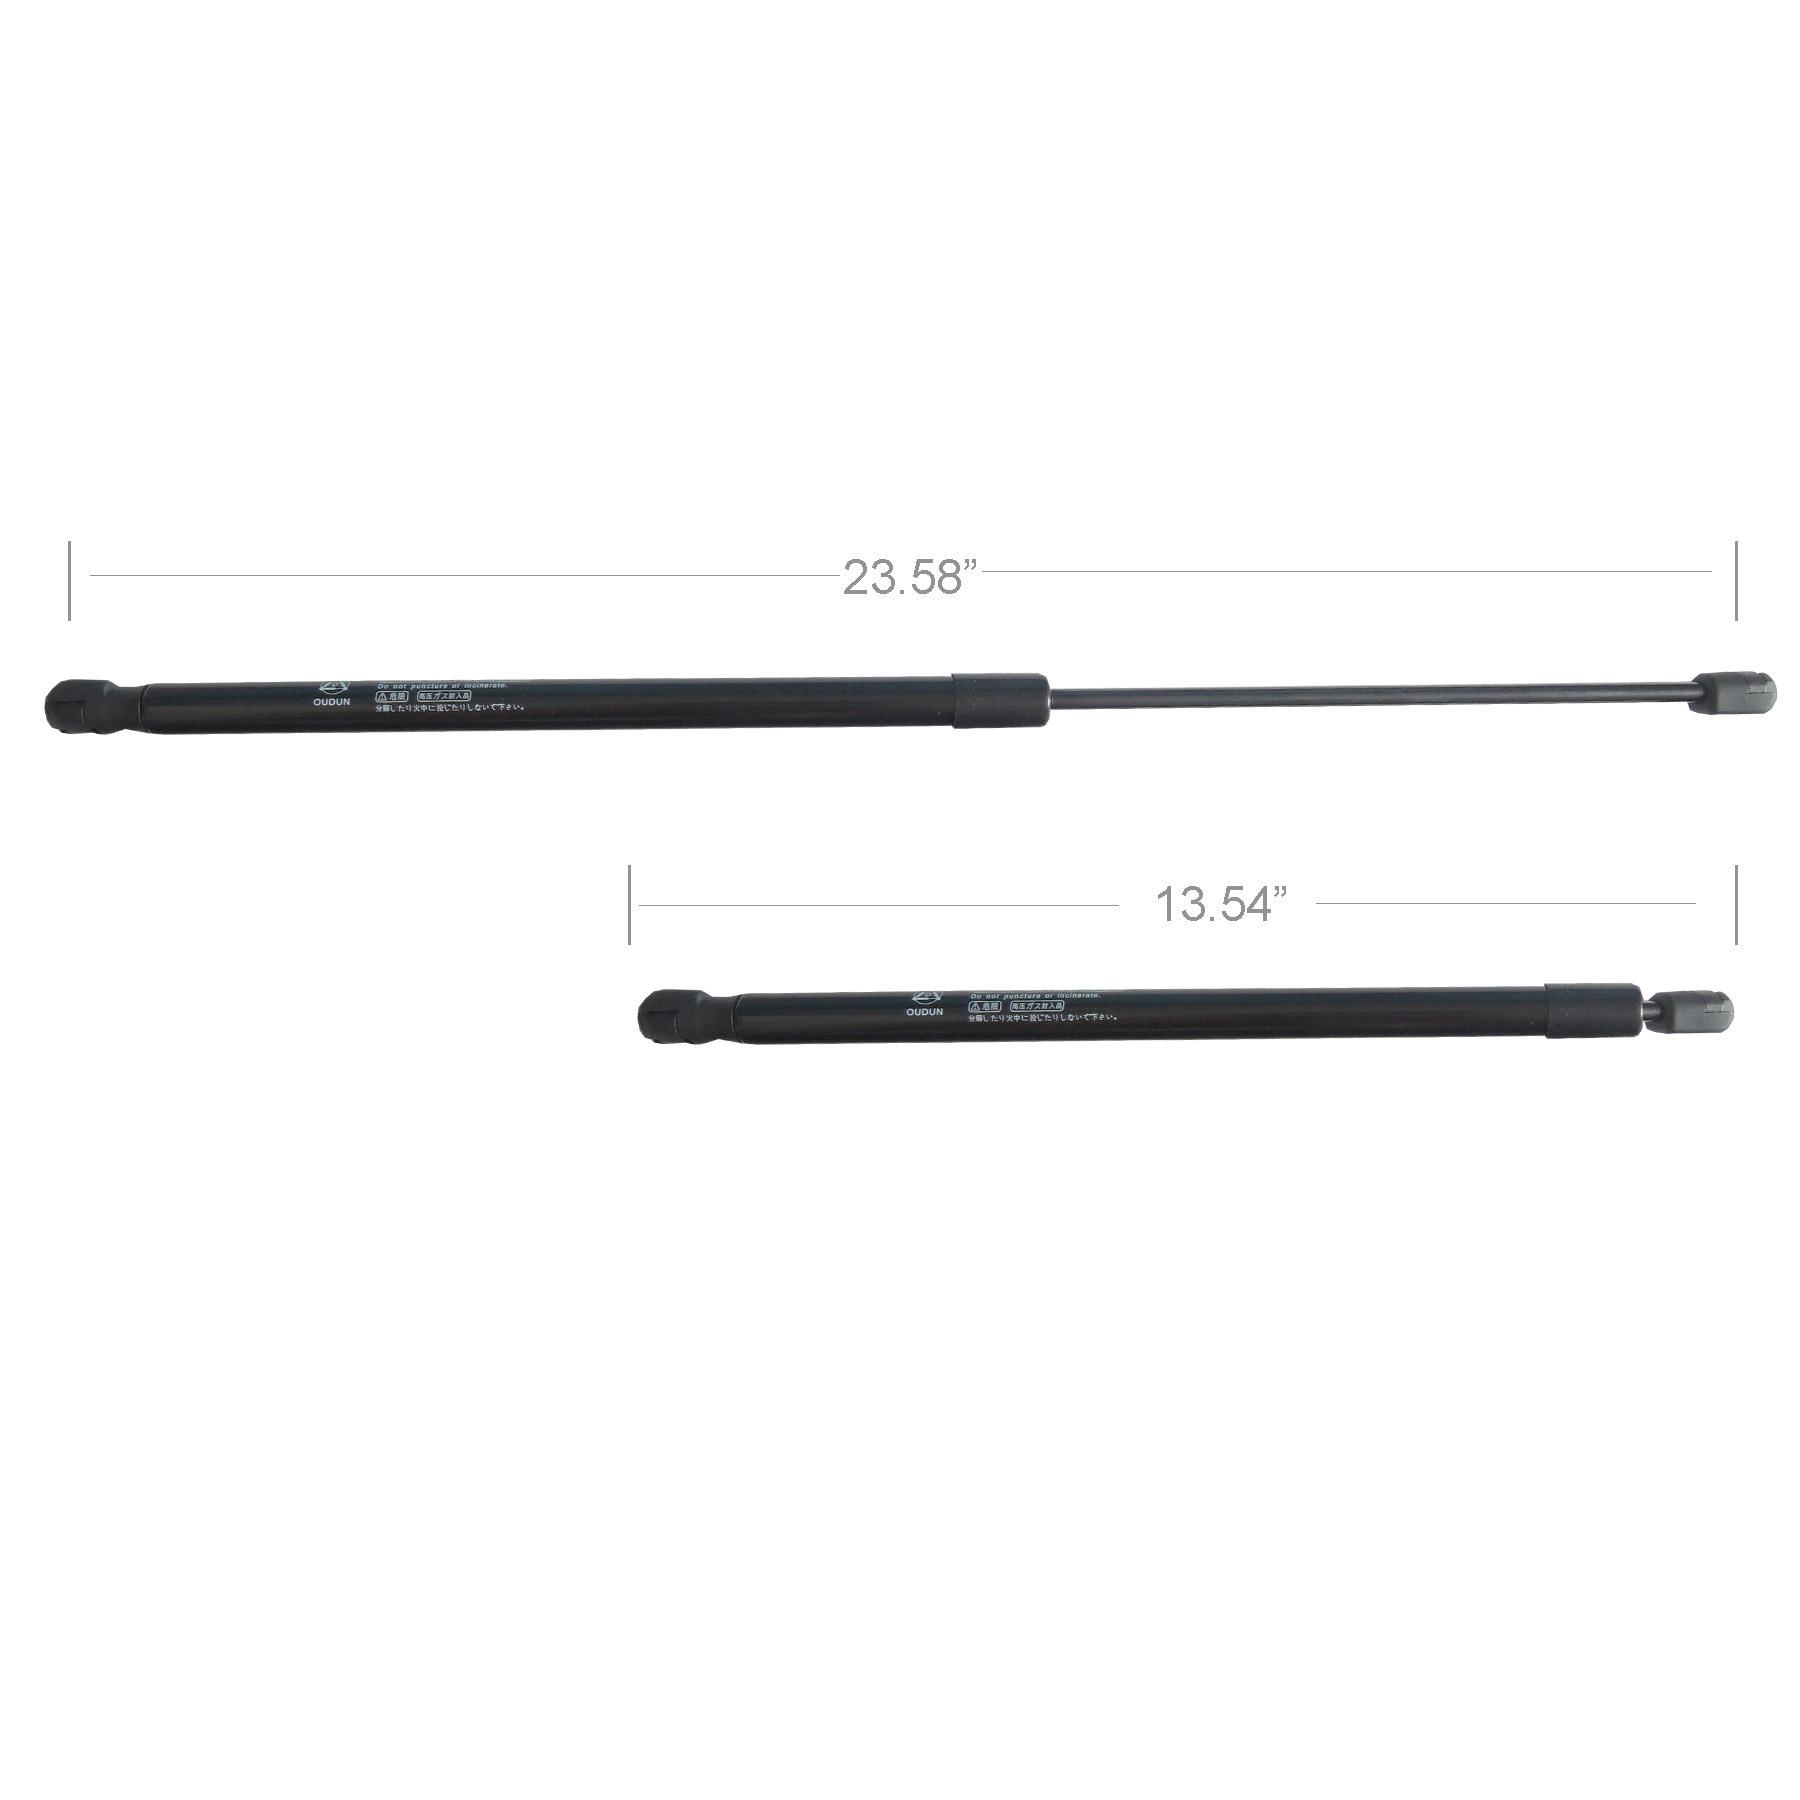 23.58”
Do not puncture or incinerate.
⚠危険 高圧ガス封入品
OUDUN
分解したり火中に投じたりしないで下さい。
13.54”
Do not puncture or incinerate.
⚠危険 高圧ガス封入品
OUDUN
分解したり火中に投じたりしないで下さい。